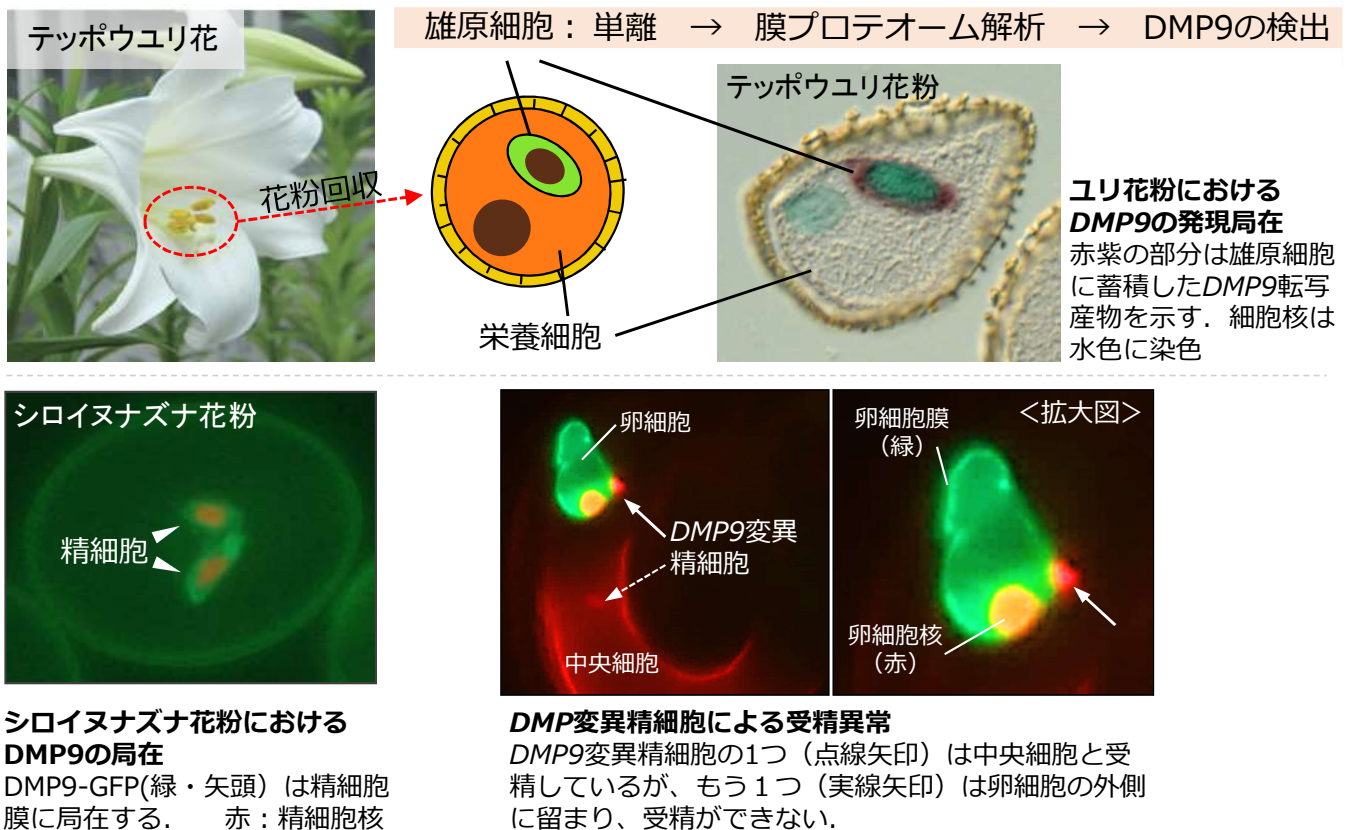 テッポウユリ花
雄原細胞：単離　→　膜プロテオーム解析　→　DMP9の検出
花粉回収
栄養細胞
テッポウユリ花粉
ユリ花粉における
DMP9の発現局在
赤紫の部分は雄原細胞
に蓄積したDMP9転写
産物を示す．細胞核は
水色に染色
シロイヌナズナ花粉
精細胞
シロイヌナズナ花粉における
DMP9の局在
DMP9-GFP(緑・矢頭）は精細胞
膜に局在する．　赤：精細胞核
卵細胞
DMP9変異
精細胞
中央細胞
＜拡大図＞
卵細胞膜
（緑）
卵細胞核
（赤）
DMP変異精細胞による受精異常
DMP9変異精細胞の1つ（点線矢印）は中央細胞と受
精しているが、もう１つ（実線矢印）は卵細胞の外側
に留まり、受精ができない．